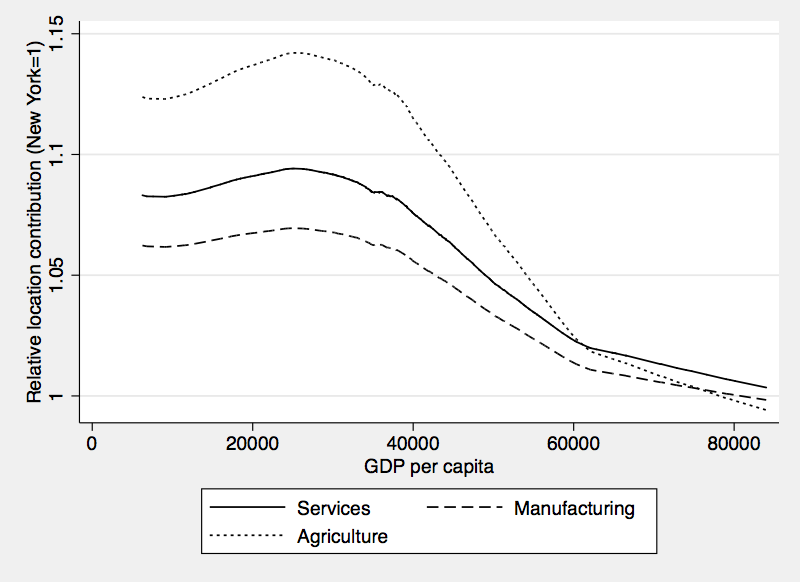 Relative location contribution (New York=1)
1.15
1.1
1.05
1
0 20000 40000 60000 80000
GDP per capita
Services Manufacturing
Agriculture